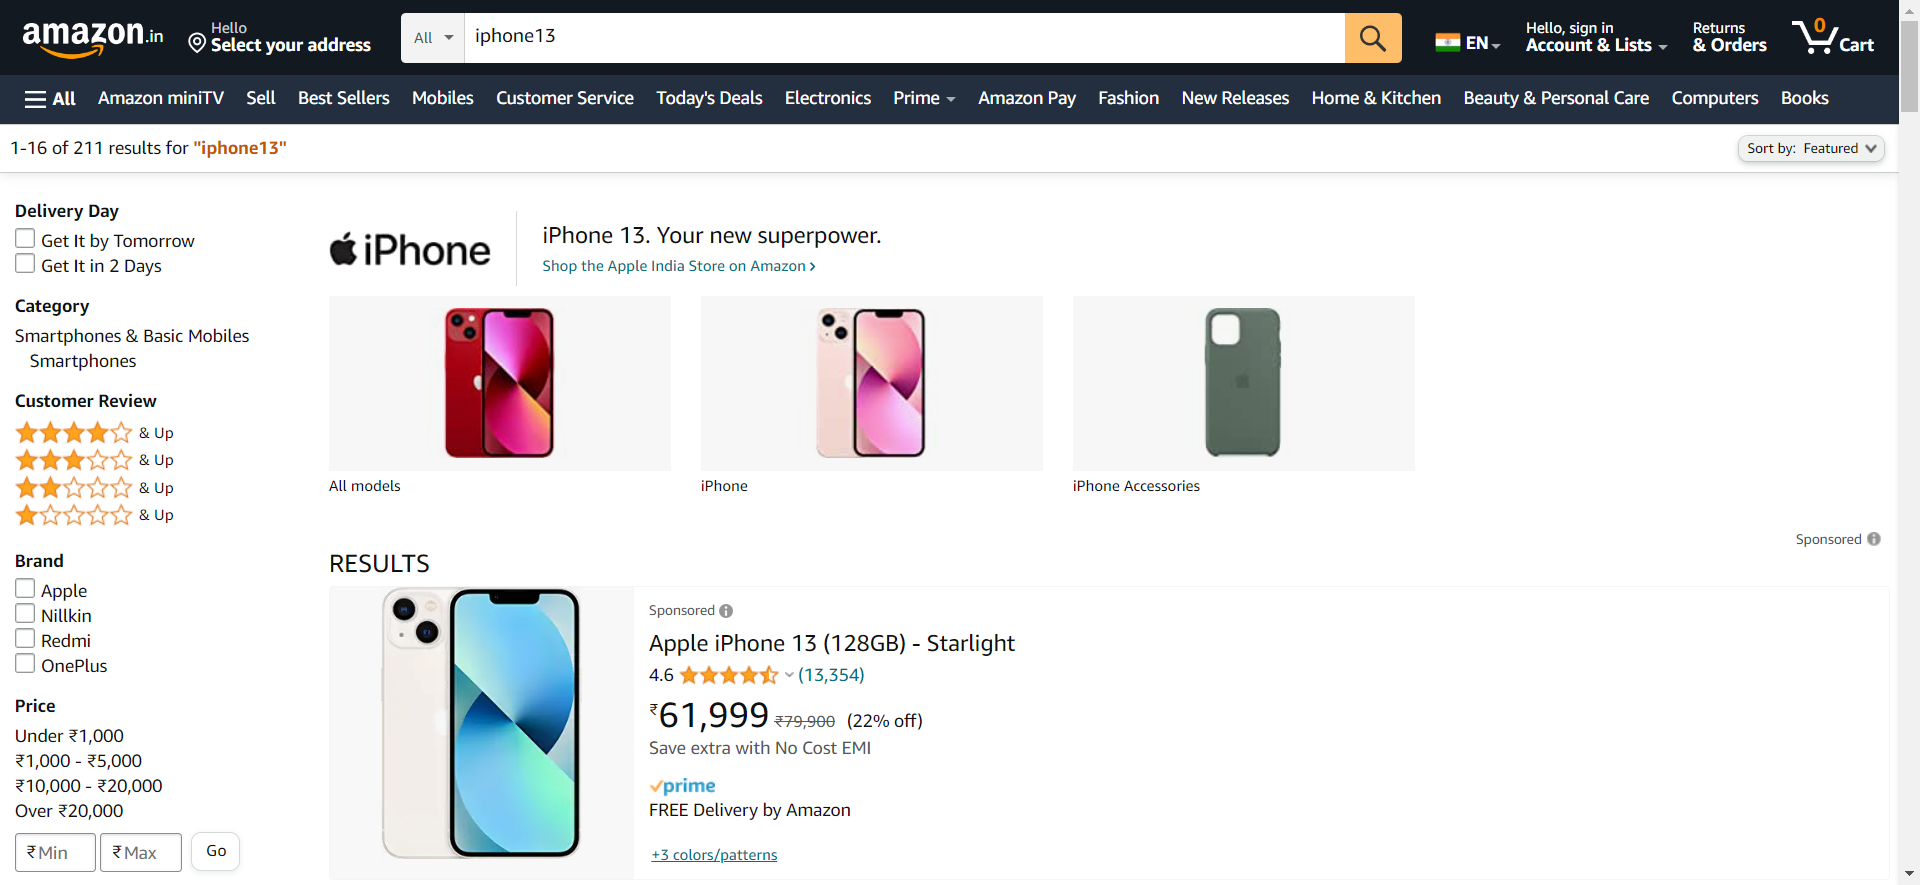 amazon.in
Hello
Select your address
All
iphone13
EN
Hello, sign in
Account & Lists
Returns
& Orders
0
Cart
All
Amazon miniTV
Sell
Best Sellers
Mobiles
Customer Service
Today's Deals
Electronics
Prime
Amazon Pay
Fashion
New Releases
Home & Kitchen
Beauty & Personal Care
Computers
Books
1-16 of 211 results for "iphone13"
Sort by: Featured
Delivery Day
Get It by Tomorrow
Get It in 2 Days
Category
Smartphones & Basic Mobiles
Smartphones
Customer Review
& Up
& Up
& Up
& Up
Brand
Apple
Nillkin
Redmi
OnePlus
Price
Under ₹1,000
₹1,000 - ₹5,000
₹10,000 - ₹20,000
Over ₹20,000
₹ Min
₹ Max
Go
iPhone
iPhone 13. Your new superpower.
Shop the Apple India Store on Amazon ›
All models
iPhone
iPhone Accessories
Sponsored
RESULTS
Sponsored
Apple iPhone 13 (128GB) - Starlight
4.6 (13,354)
₹61,999 ₹79,900 (22% off)
Save extra with No Cost EMI
prime
FREE Delivery by Amazon
+3 colors/patterns